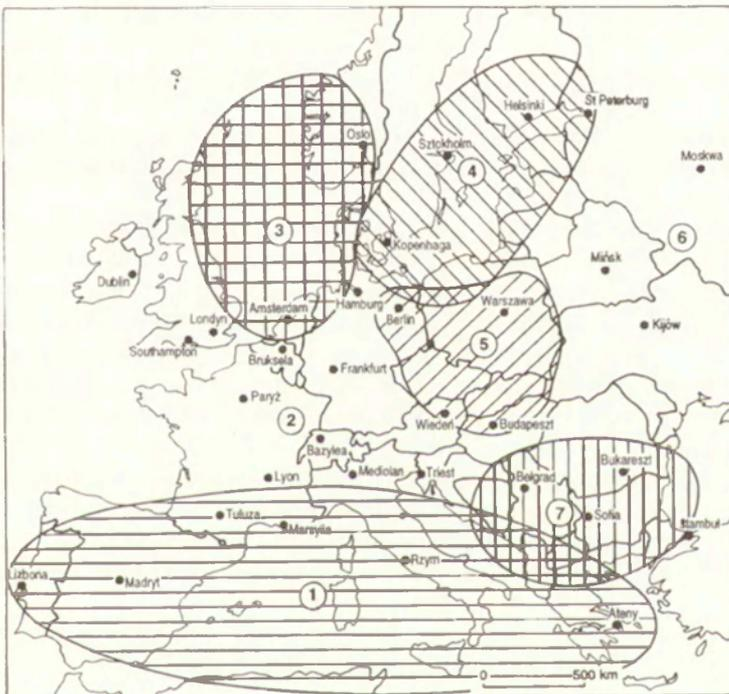 Helsinki
St Peterburg
Oslo
Sztokholm
Moskwa
4
3
6
Kopenhaga
Mińsk
Dublin
Hamburg
Amsterdam
Berlin
Warszawa
Londyn
Kijów
Southampton
5
Bruksela
Frankfurt
Paryż
2
Wiedeń
Budapeszt
Bazylea
Lyon
Mediolan
Triest
Bukareszt
Belgrad
7
Tuluza
Sofia
Marsylia
Stambuł
Rzym
Lizbona
Madryt
1
Ateny
0 500 km